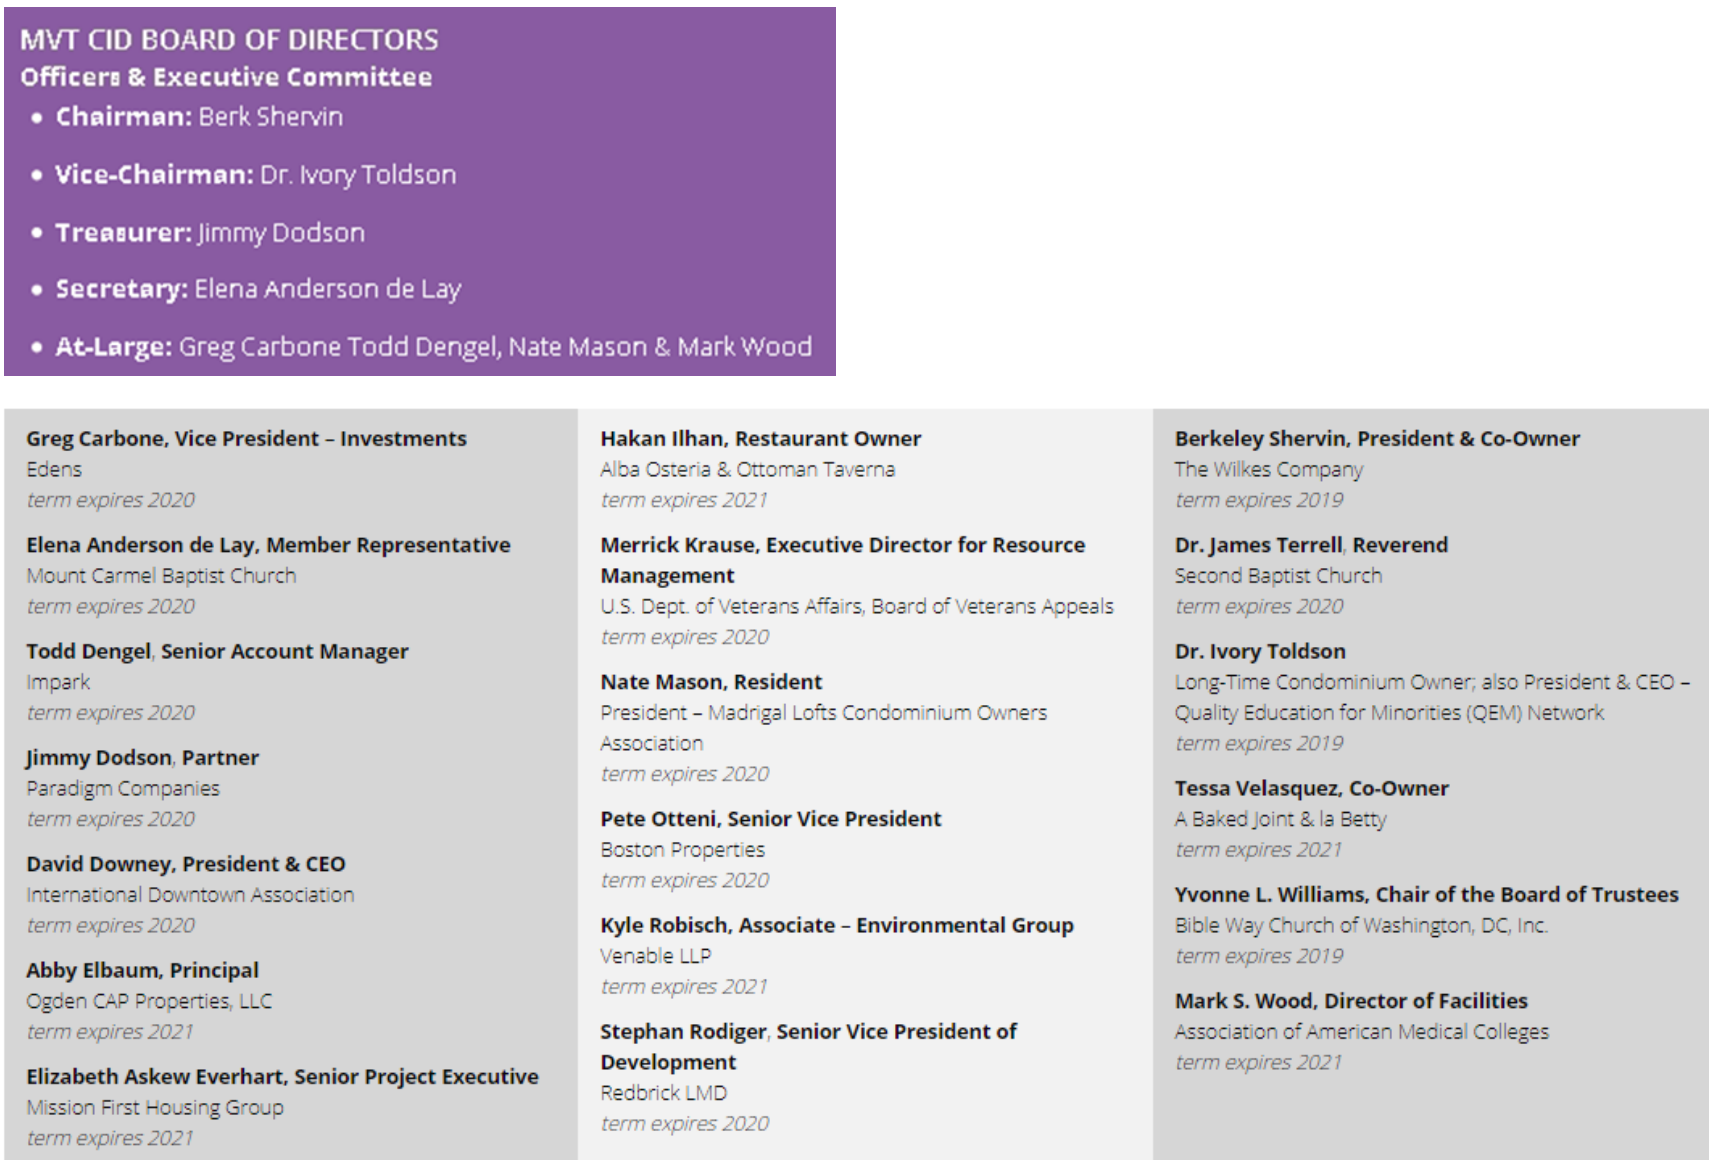 MVT CID BOARD OF DIRECTORS
Officers & Executive Committee
• Chairman: Berk Shervin
• Vice-Chairman: Dr. Ivory Toldson
• Treasurer: Jimmy Dodson
• Secretary: Elena Anderson de Lay
• At-Large: Greg Carbone Todd Dengel, Nate Mason & Mark Wood
Greg Carbone, Vice President – Investments
Edens
term expires 2020
Elena Anderson de Lay, Member Representative
Mount Carmel Baptist Church
term expires 2020
Todd Dengel, Senior Account Manager
Impark
term expires 2020
Jimmy Dodson, Partner
Paradigm Companies
term expires 2020
David Downey, President & CEO
International Downtown Association
term expires 2020
Abby Elbaum, Principal
Ogden CAP Properties, LLC
term expires 2021
Elizabeth Askew Everhart, Senior Project Executive
Mission First Housing Group
term expires 2021
Hakan Ilhan, Restaurant Owner
Alba Osteria & Ottoman Taverna
term expires 2021
Merrick Krause, Executive Director for Resource
Management
U.S. Dept. of Veterans Affairs, Board of Veterans Appeals
term expires 2020
Nate Mason, Resident
President – Madrigal Lofts Condominium Owners
Association
term expires 2020
Pete Otteni, Senior Vice President
Boston Properties
term expires 2020
Kyle Robisch, Associate – Environmental Group
Venable LLP
term expires 2021
Stephan Rodiger, Senior Vice President of
Development
Redbrick LMD
term expires 2020
Berkeley Shervin, President & Co-Owner
The Wilkes Company
term expires 2019
Dr. James Terrell, Reverend
Second Baptist Church
term expires 2020
Dr. Ivory Toldson
Long-Time Condominium Owner; also President & CEO –
Quality Education for Minorities (QEM) Network
term expires 2019
Tessa Velasquez, Co-Owner
A Baked Joint & la Betty
term expires 2021
Yvonne L. Williams, Chair of the Board of Trustees
Bible Way Church of Washington, DC, Inc.
term expires 2019
Mark S. Wood, Director of Facilities
Association of American Medical Colleges
term expires 2021